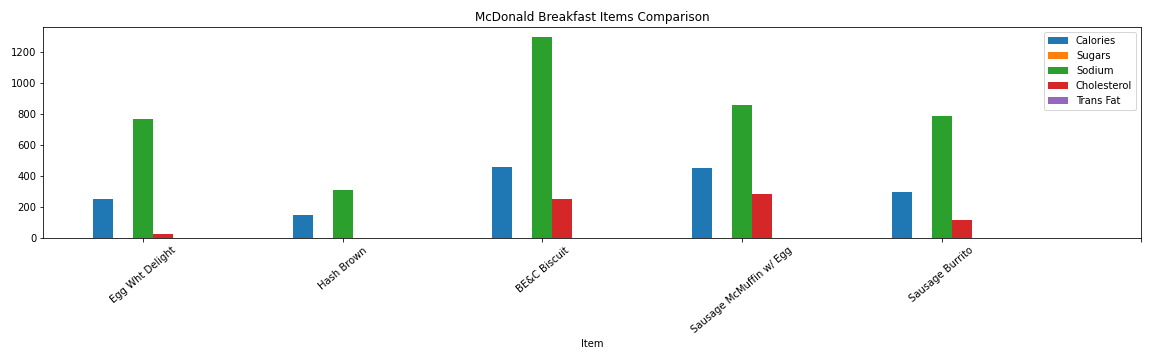 McDonald Breakfast Items Comparison
1200
1000
800
600
400
200
0
Calories
Sugars
Sodium
Cholesterol
Trans Fat
Egg Wht Delight
Hash Brown
BE&C Biscuit
Sausage McMuffin w/ Egg
Sausage Burrito
Item